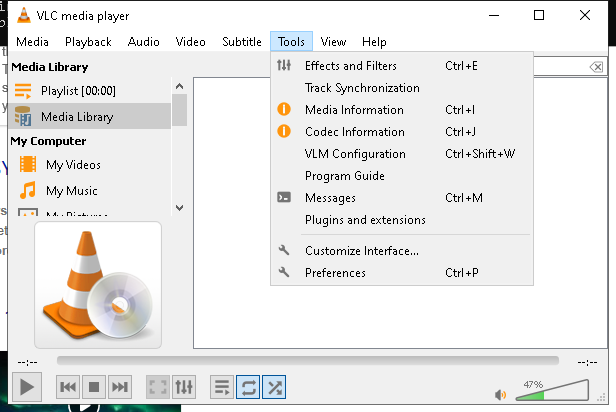 VLC media player
Media Playback Audio Video Subtitle Tools View Help
Media Library
Playlist [00:00]
Media Library
My Computer
My Videos
My Music
My Pictures
Effects and Filters Ctrl+E
Track Synchronization
Media Information Ctrl+I
Codec Information Ctrl+J
VLM Configuration Ctrl+Shift+W
Program Guide
Messages Ctrl+M
Plugins and extensions
Customize Interface...
Preferences Ctrl+P
--:-- --:--
47%